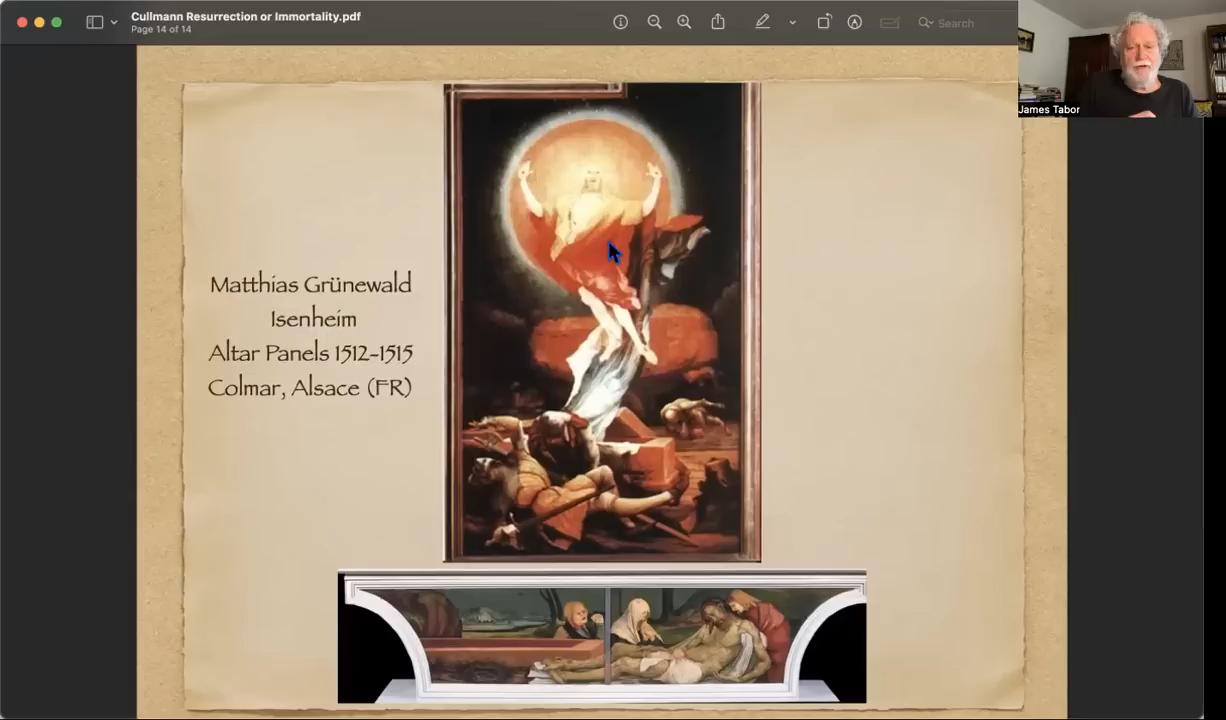 Cullmann Resurrection or Immortality.pdf
Page 14 of 14
Search
James Tabor
Matthias Grünewald
Isenheim
Altar Panels 1512-1515
Colmar, Alsace (FR)